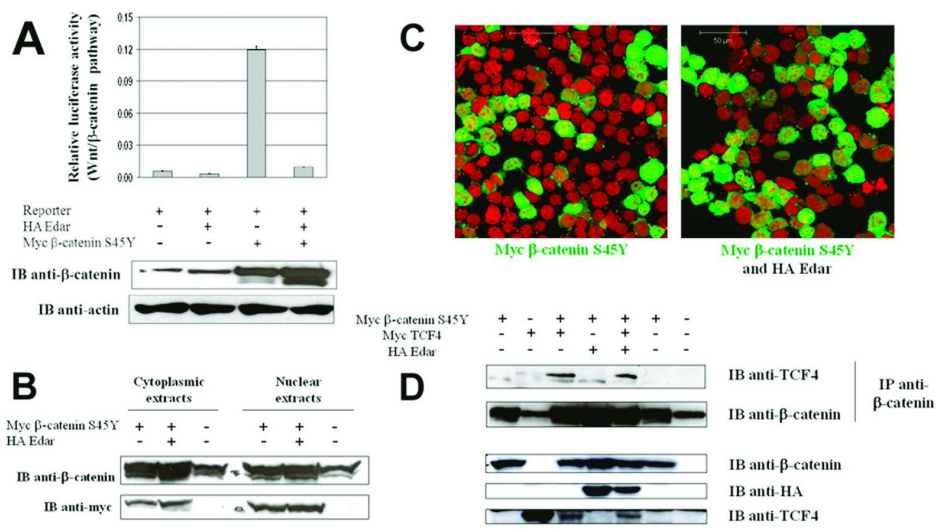 A
Relative luciferase activity
(Wnt/β-catenin pathway)
0.15
0.12
0.09
0.06
0.03
0.00
Reporter + + + +
HA Edar - + - +
Myc β-catenin S45Y - - + +
IB anti-β-catenin
IB anti-actin
B
Cytoplasmic extracts
Nuclear extracts
Myc β-catenin S45Y + + - + + -
HA Edar - + - - + -
IB anti-β-catenin
IB anti-myc
C
50 µm
50 µm
Myc β-catenin S45Y
Myc β-catenin S45Y
and HA Edar
D
Myc β-catenin S45Y + - + + + + -
Myc TCF4 - + + - + - -
HA Edar - - - + + - -
IB anti-TCF4
IB anti-β-catenin
IP anti-
β-catenin
IB anti-β-catenin
IB anti-HA
IB anti-TCF4